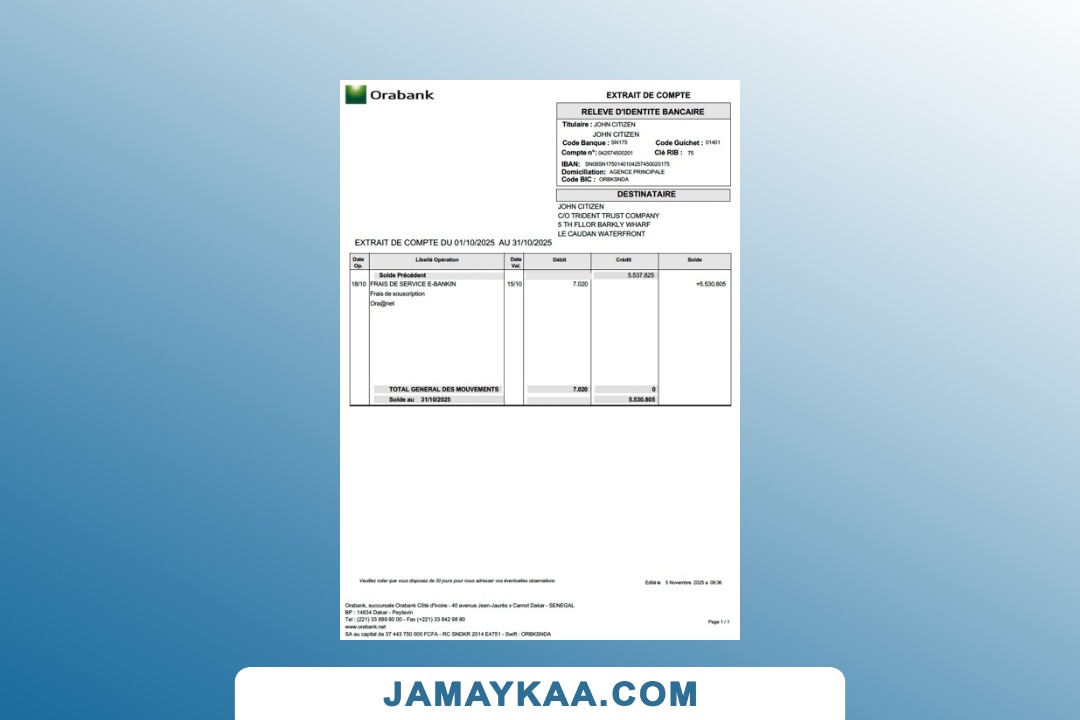 Orabank
EXTRAIT DE COMPTE
RELEVE D'IDENTITE BANCAIRE
Titulaire : JOHN CITIZEN
JOHN CITIZEN
Code Banque : SN175 Code Guichet : 01401
Compte n°: 042574500201 Clé RIB : 75
IBAN: SN08SN1750140104257450020175
Domiciliation: AGENCE PRINCIPALE
Code BIC : ORBKSNDA
DESTINATAIRE
JOHN CITIZEN
C/O TRIDENT TRUST COMPANY
5 TH FLLOR BARKLY WHARF
LE CAUDAN WATERFRONT
EXTRAIT DE COMPTE DU 01/10/2025 AU 31/10/2025
Date Op. Libellé Opération Date Val. Débit Crédit Solde
Solde Précédent 5.537.825
18/10 FRAIS DE SERVICE E-BANKIN 15/10 7.020 +5.530.805
Frais de souscription
Ora@net
TOTAL GENERAL DES MOUVEMENTS 7.020 0
Solde au 31/10/2025 5.530.805
Veuillez noter que vous disposez de 30 jours pour nous adresser vos éventuelles observations
Edité le 5 Novembre 2025 a 09:36
Orabank, succursale Orabank Côté d'Ivoire - 40 avenue Jean-Jaurès x Carnot Dakar - SENEGAL
BP : 14634 Dakar - Peytavin
Tel : (221) 33 889 80 00 - Fax (+221) 33 842 98 80
www.orabank.net
SA au capital de 37 443 750 000 FCFA - RC SNDKR 2014 E4751 - Swift : ORBKSNDA
Page 1 / 1
JAMAYKAA.COM